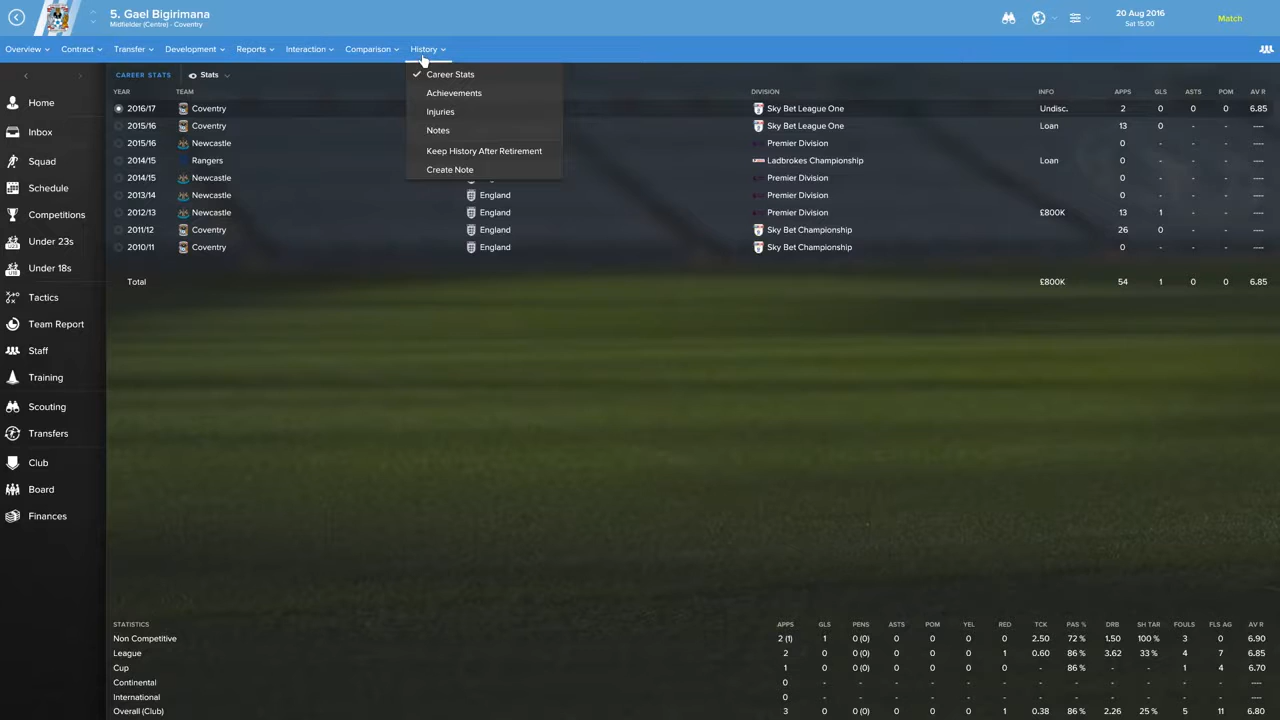 5. Gael Bigirimana
Midfielder (Centre) - Coventry
20 Aug 2016
Sat 15:00
Match
Overview Contract Transfer Development Reports Interaction Comparison History
CAREER STATS Stats
Career Stats
Achievements
Injuries
Notes
Keep History After Retirement
Create Note
Home
Inbox
Squad
Schedule
Competitions
Under 23s
Under 18s
Tactics
Team Report
Staff
Training
Scouting
Transfers
Club
Board
Finances
YEAR TEAM DIVISION INFO APPS GLS ASTS POM AV R
2016/17 Coventry Sky Bet League One Undisc. 2 0 0 0 6.85
2015/16 Coventry Sky Bet League One Loan 13 0 - - ----
2015/16 Newcastle Premier Division 0 - - - ----
2014/15 Rangers Ladbrokes Championship Loan 0 - - - ----
2014/15 Newcastle Premier Division 0 - - - ----
2013/14 Newcastle England Premier Division 0 - - - ----
2012/13 Newcastle England Premier Division £800K 13 1 - - ----
2011/12 Coventry England Sky Bet Championship 26 0 - - ----
2010/11 Coventry England Sky Bet Championship 0 - - - ----
Total £800K 54 1 0 0 6.85
STATISTICS APPS GLS PENS ASTS POM YEL RED TCK PAS % DRB SH TAR FOULS FLS AG AV R
Non Competitive 2 (1) 1 0 (0) 0 0 0 0 2.50 72 % 1.50 100 % 3 0 6.90
League 2 0 0 (0) 0 0 0 1 0.60 86 % 3.62 33 % 4 7 6.85
Cup 1 0 0 (0) 0 0 0 0 - 86 % - - 1 4 6.70
Continental 0 - - - - - - - - - - - - ----
International 0 - - - - - - - - - - - - ----
Overall (Club) 3 0 0 (0) 0 0 0 1 0.38 86 % 2.26 25 % 5 11 6.80